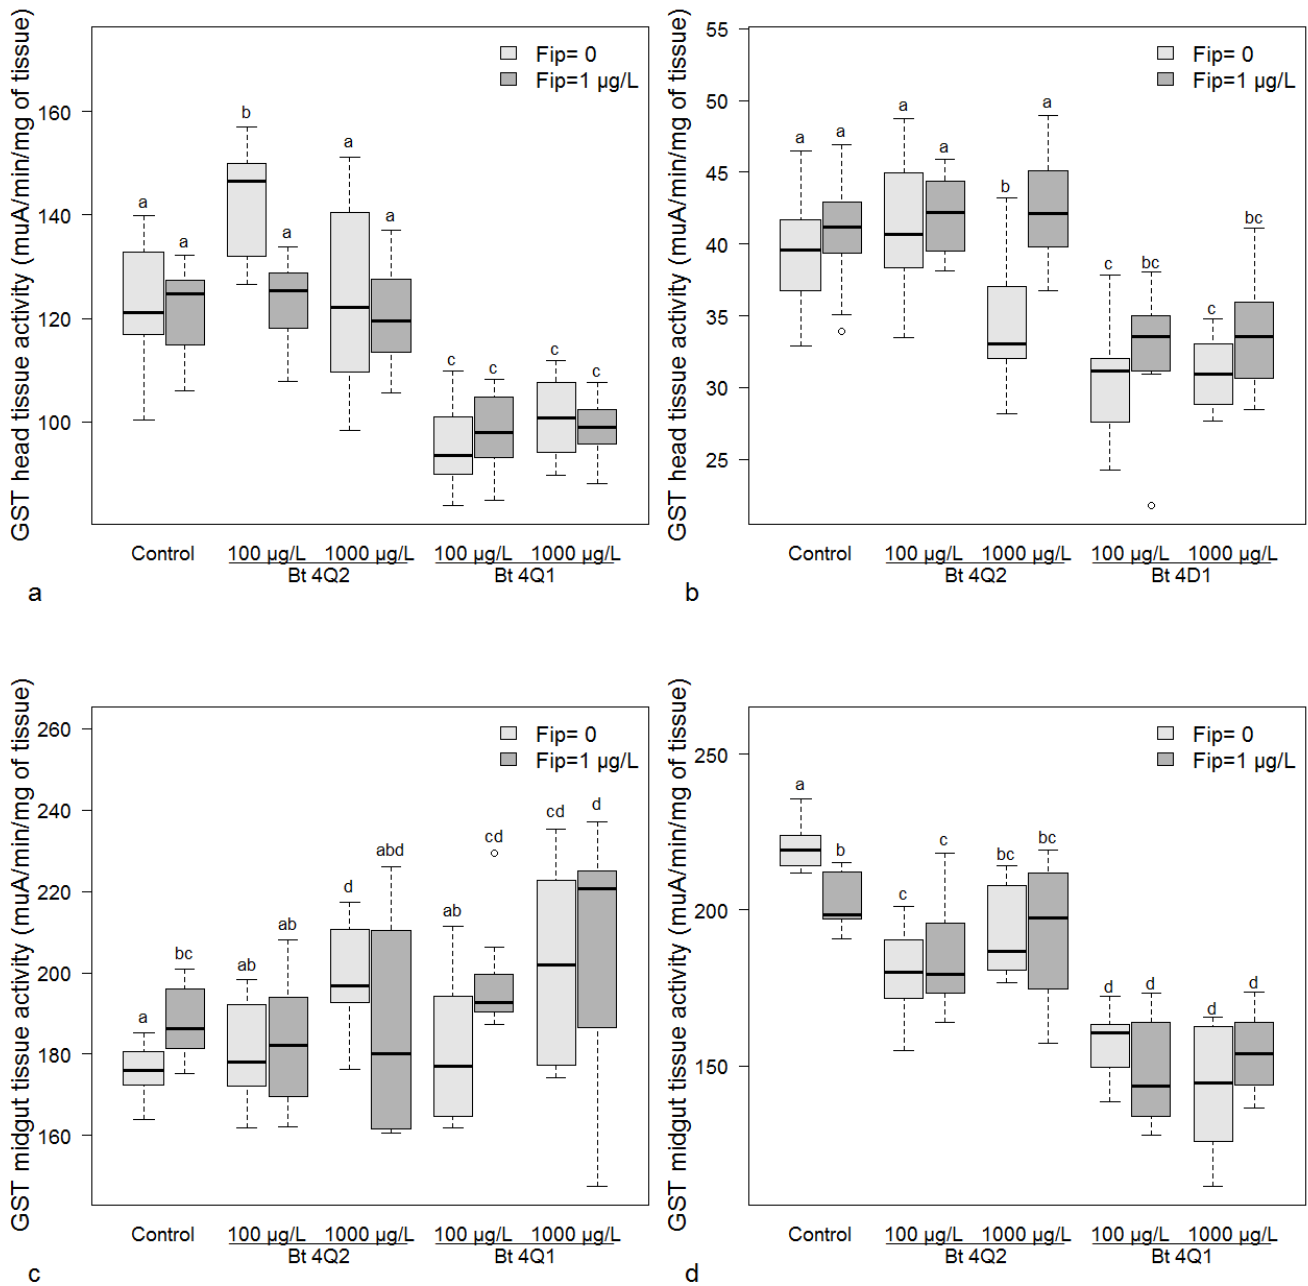 GST head tissue activity (muA/min/mg of tissue)
160
140
120
100
Fip= 0
Fip=1 µg/L
a
a
b
a
a
a
c
c
c
c
Control
100 µg/L
1000 µg/L
100 µg/L
1000 µg/L
Bt 4Q2
Bt 4Q1
a
GST head tissue activity (muA/min/mg of tissue)
55
50
45
40
35
30
25
Fip= 0
Fip=1 µg/L
a
a
a
a
b
a
c
bc
c
bc
Control
100 µg/L
1000 µg/L
100 µg/L
1000 µg/L
Bt 4Q2
Bt 4D1
b
GST midgut tissue activity (muA/min/mg of tissue)
260
240
220
200
180
160
Fip= 0
Fip=1 µg/L
a
bc
ab
ab
d
abd
ab
cd
cd
d
Control
100 µg/L
1000 µg/L
100 µg/L
1000 µg/L
Bt 4Q2
Bt 4Q1
c
GST midgut tissue activity (muA/min/mg of tissue)
250
200
150
Fip= 0
Fip=1 µg/L
a
b
c
c
bc
bc
d
d
d
d
Control
100 µg/L
1000 µg/L
100 µg/L
1000 µg/L
Bt 4Q2
Bt 4Q1
d